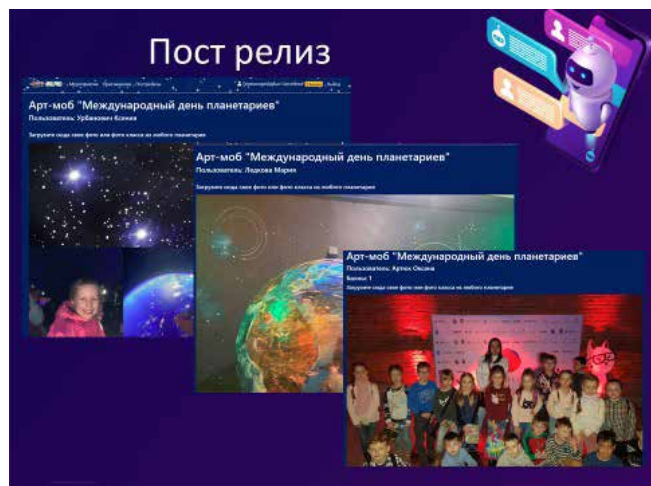 Пост релиз
Арт-моб "Международный день планетариев"
Пользователь: Урбанович Ксения
Загрузите сюда свое фото или фото класса из любого планетария
Арт-моб "Международный день планетариев"
Пользователь: Ледкова Мария
Загрузите сюда свое фото или фото класса из любого планетария
Арт-моб "Международный день планетариев"
Пользователь: Артюх Оксана
Баллы: 1
Загрузите сюда свое фото или фото класса из любого планетария